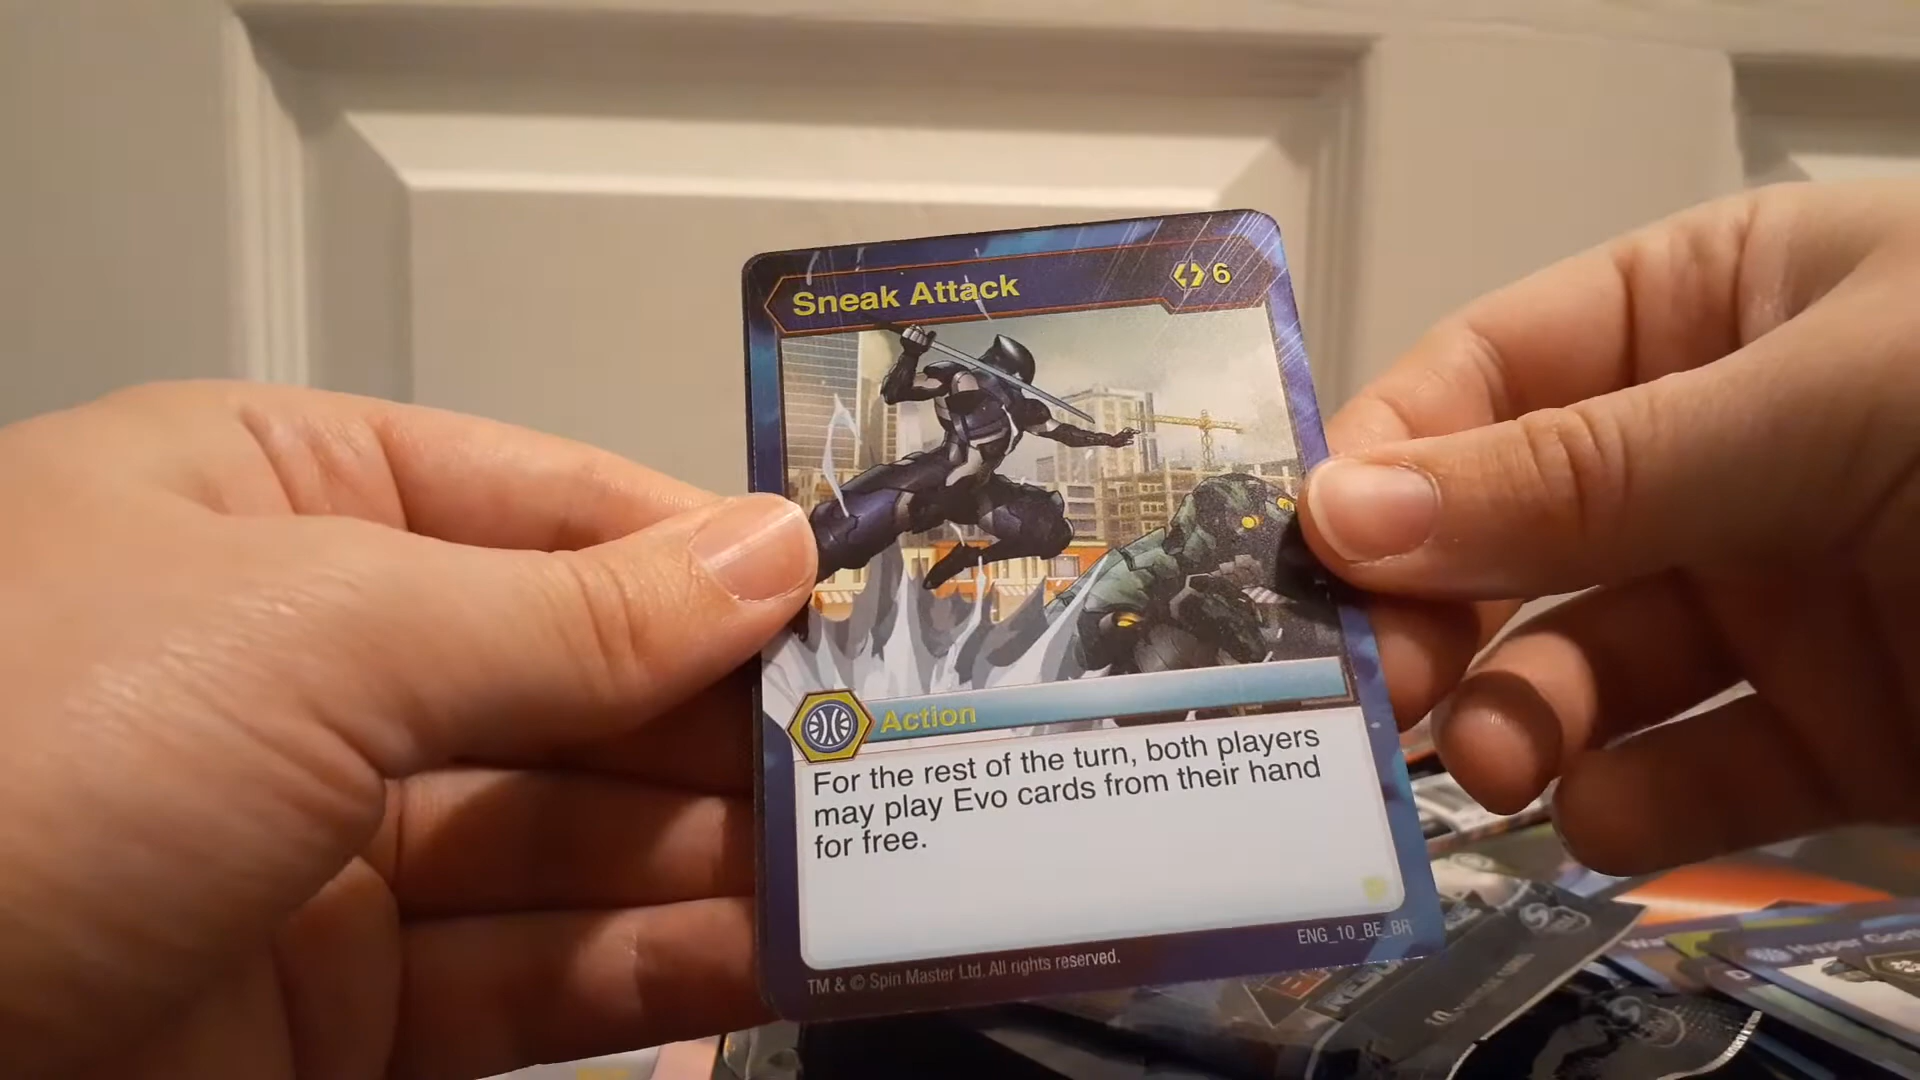 Sneak Attack
6
Action
For the rest of the turn, both players
may play Evo cards from their hand
for free.
TM & © Spin Master Ltd. All rights reserved.
ENG_10_BE_BR
Hyper